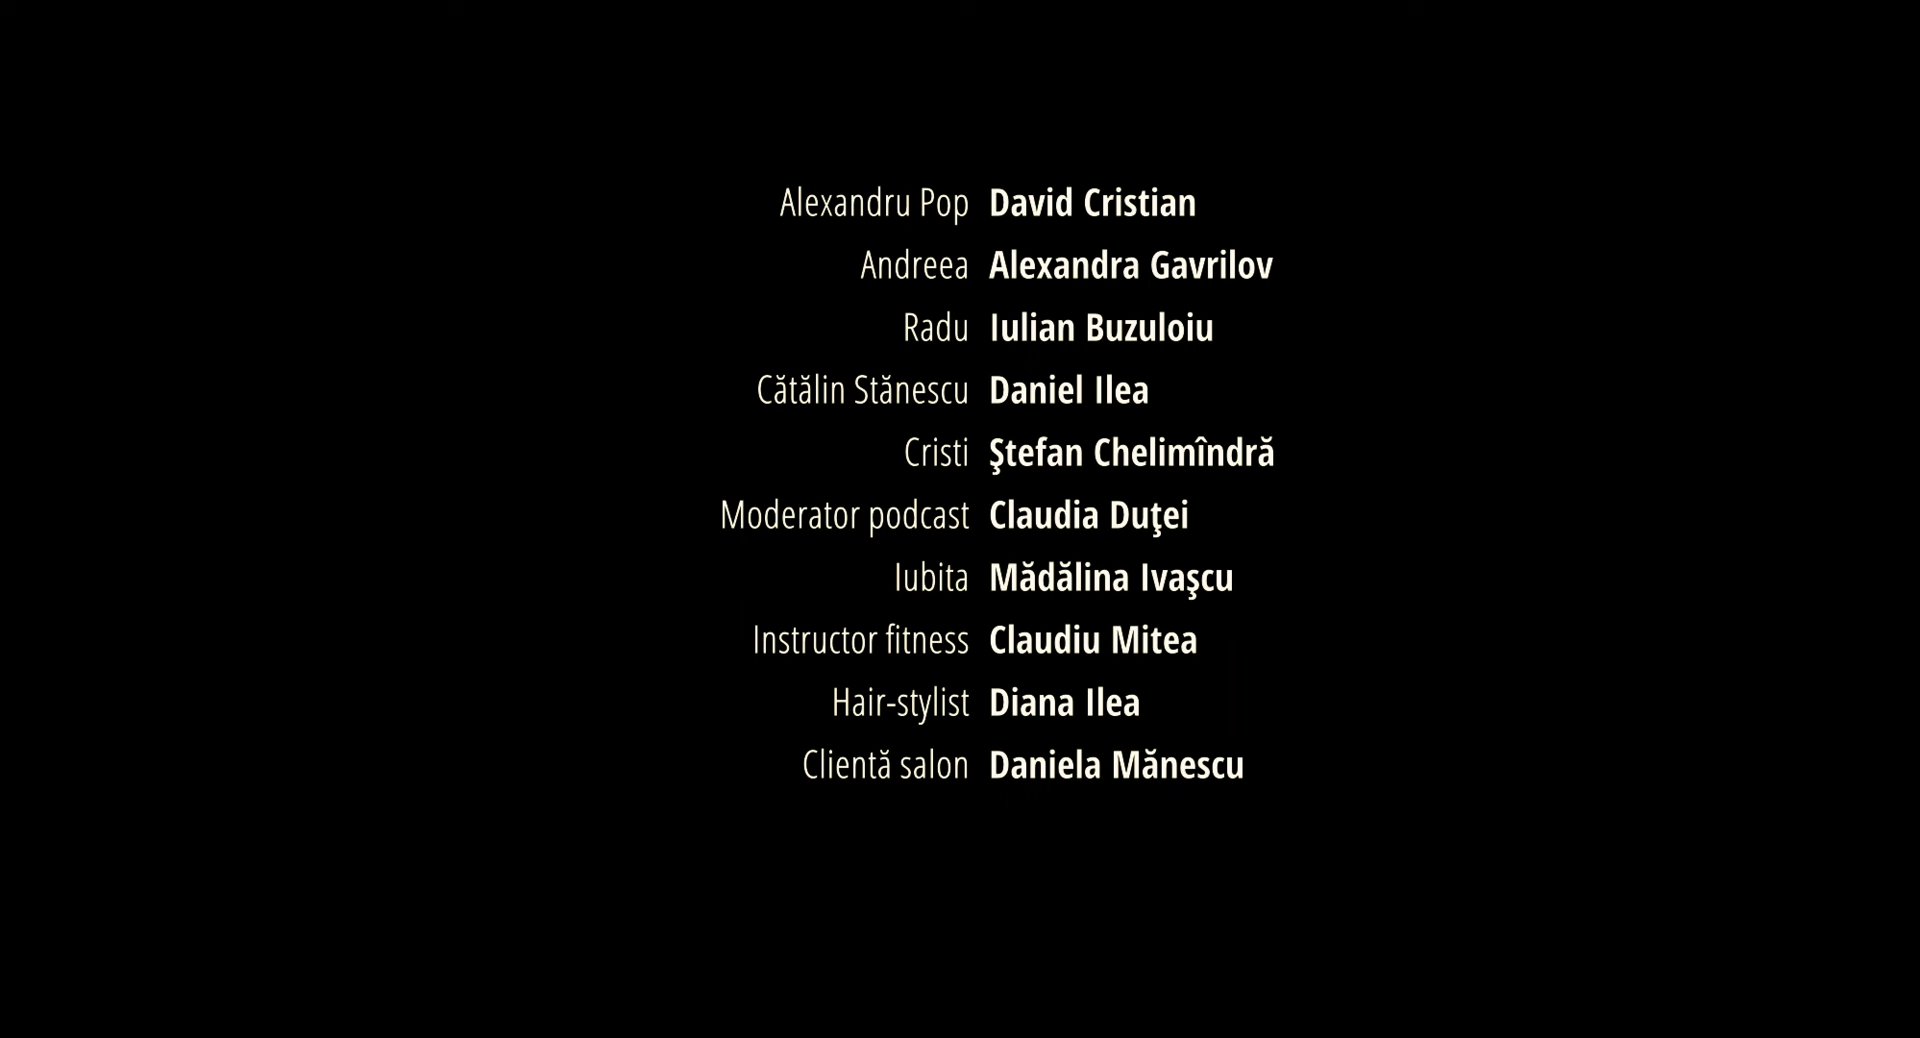 Alexandru Pop David Cristian
Andreea Alexandra Gavrilov
Radu Iulian Buzuloiu
Cătălin Stănescu Daniel Ilea
Cristi Ştefan Chelimîndră
Moderator podcast Claudia Duţei
Iubita Mădălina Ivaşcu
Instructor fitness Claudiu Mitea
Hair-stylist Diana Ilea
Clientă salon Daniela Mănescu